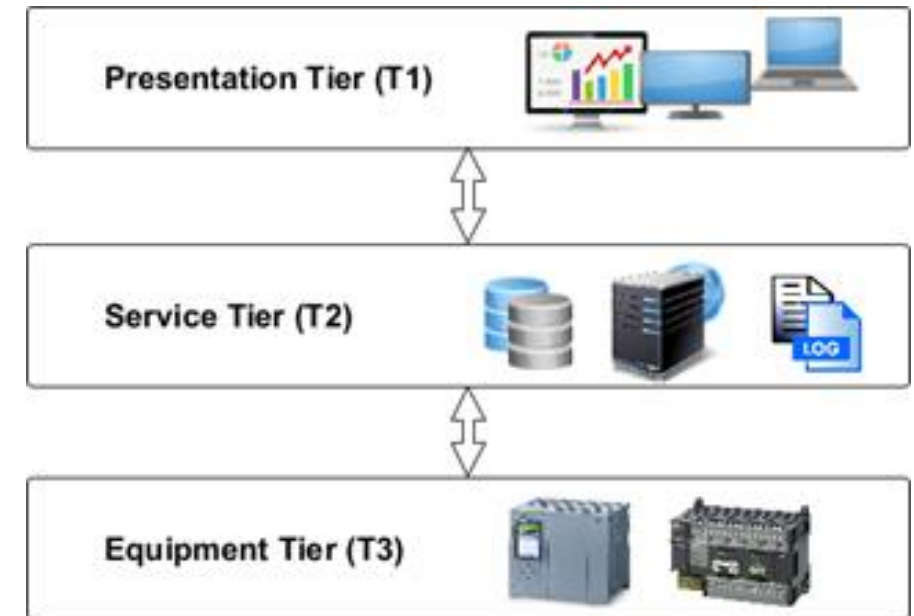 Presentation Tier (T1)
Service Tier (T2)
LOG
Equipment Tier (T3)